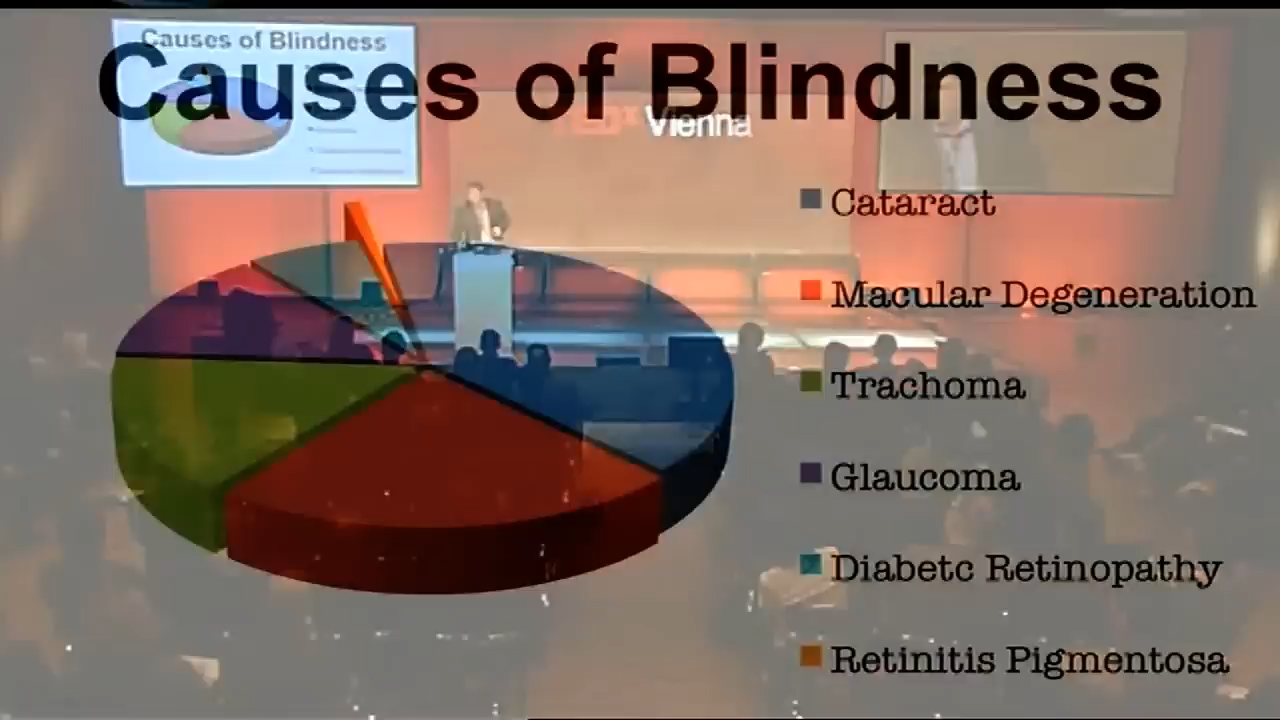 Causes of Blindness
Causes of Blindness
Vienna
Cataract
Macular Degeneration
Trachoma
Glaucoma
Diabetc Retinopathy
Retinitis Pigmentosa